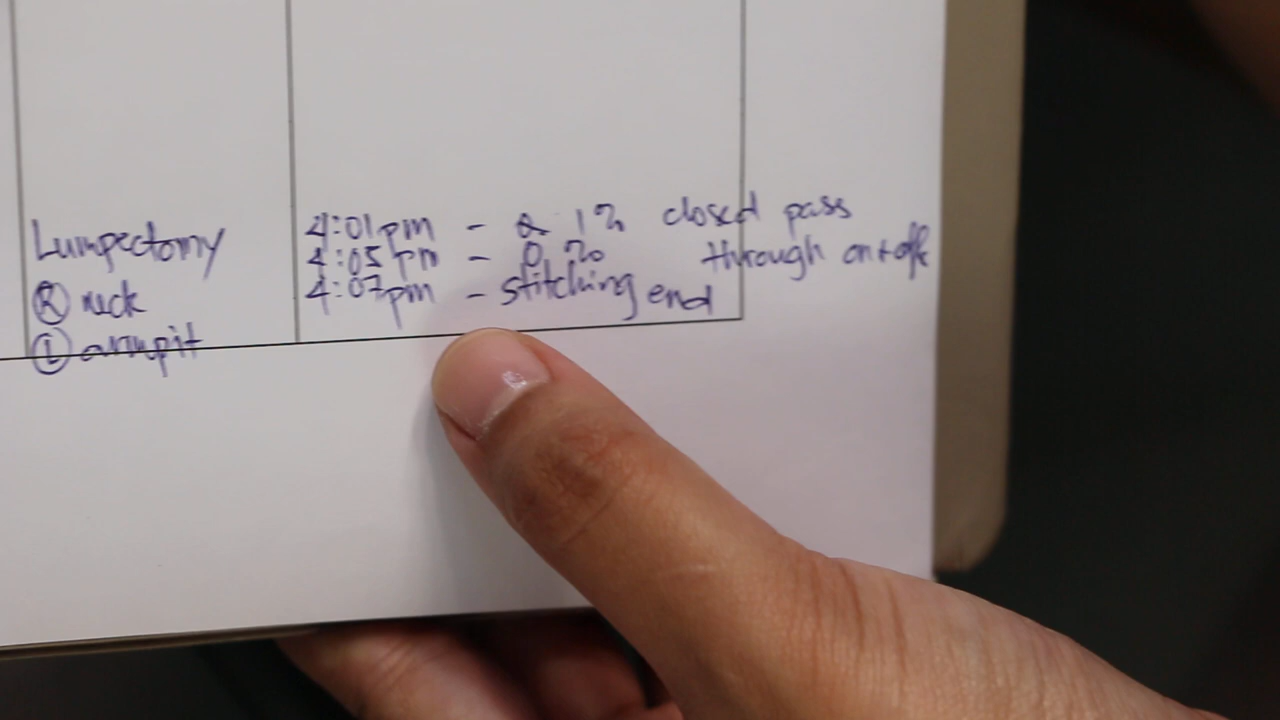 Lumpectomy
Ⓡ neck
Ⓛ armpit
4:01pm - 1% closed pass
4:05pm - 0% through on+off
4:07pm - stitching end